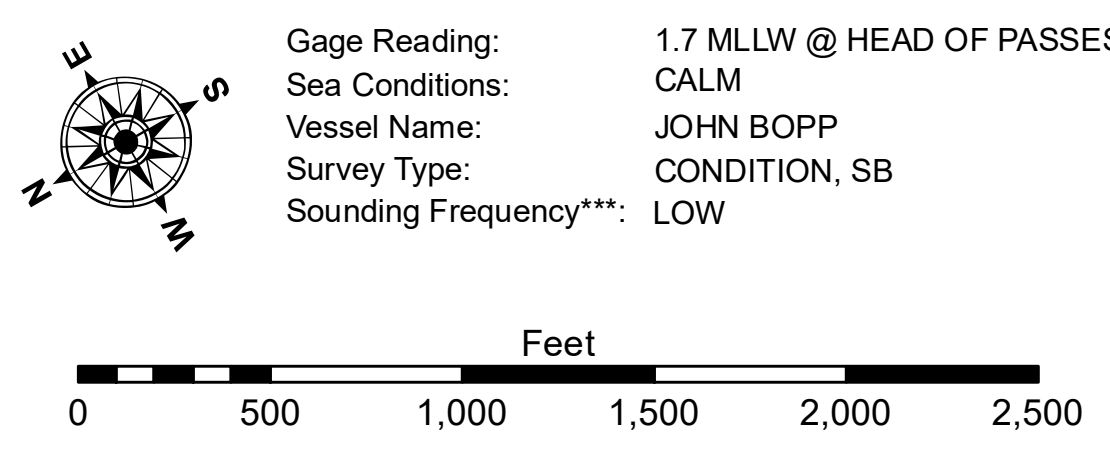 E
S
N
W
Gage Reading: 1.7 MLLW @ HEAD OF PASSES
Sea Conditions: CALM
Vessel Name: JOHN BOPP
Survey Type: CONDITION, SB
Sounding Frequency***: LOW
Feet
0 500 1,000 1,500 2,000 2,500